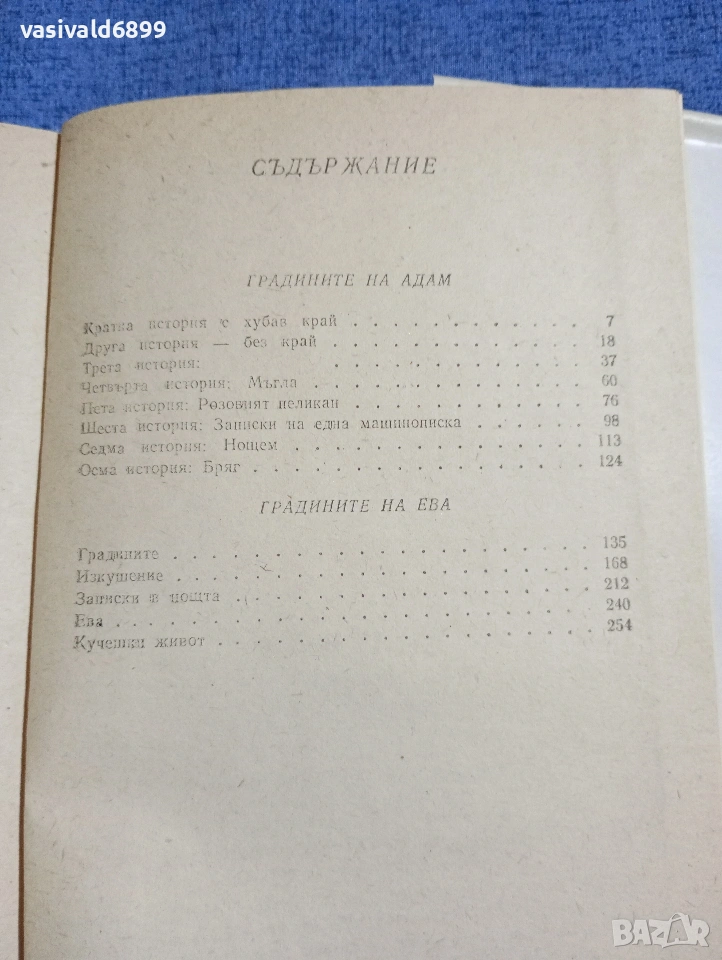 vasivald6899
СЪДЪРЖАНИЕ
ГРАДИНИТЕ НА АДАМ
Кратка история с хубав край . . . . . . . . . . . . 7
Друга история — без край . . . . . . . . . . . . . 18
Трета история: . . . . . . . . . . . . 37
Четвърта история: Мъгла . . . . . . . . . . . . . 60
Пета история: Розовият пеликан . . . . . . . . . . . 76
Шеста история: Записки на една машинописка . . . . . . 98
Седма история: Нощем . . . . . . . . . . . . . . 113
Осма история: Бряг . . . . . . . . . . . . . . . 124
ГРАДИНИТЕ НА ЕВА
Градините . . . . . . . . . . . . . . . . . . . 135
Изкушение . . . . . . . . . . . . . . . . . . . 168
Записки в нощта . . . . . . . . . . . . . . . . 212
Ева . . . . . . . . . . . . . . . . . . . . . 240
Кучешки живот . . . . . . . . . . . . . . . . . 254
BAZAR